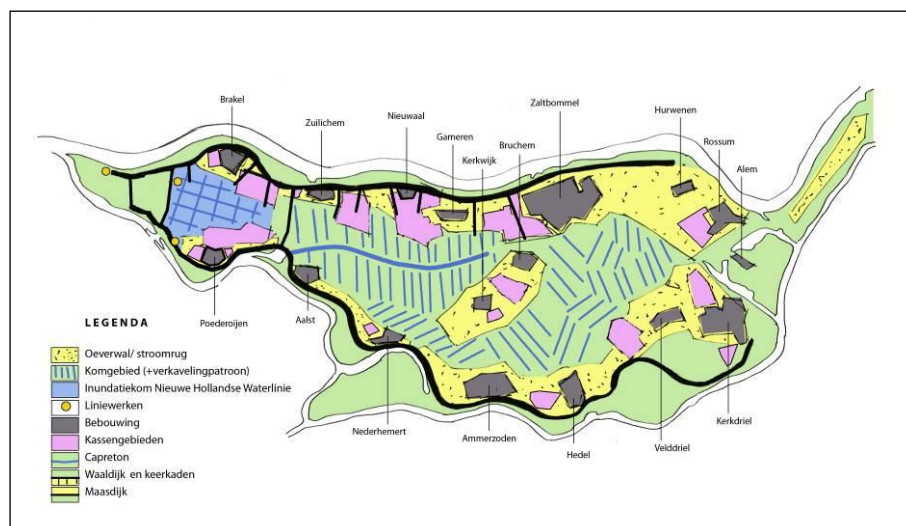 Brakel
Zuilichem
Nieuwaal
Gameren
Kerkwijk
Bruchem
Zaltbommel
Hurwenen
Rossum
Alem
Poederoijen
Aalst
Nederhemert
Ammerzoden
Hedel
Velddriel
Kerkdriel
LEGENDA
Oeverwal/ stroomrug
Komgebied (+verkavelingpatroon)
Inundatiekom Nieuwe Hollandse Waterlinie
Liniewerken
Bebouwing
Kassengebieden
Capreton
Waaldijk en keerkaden
Maasdijk